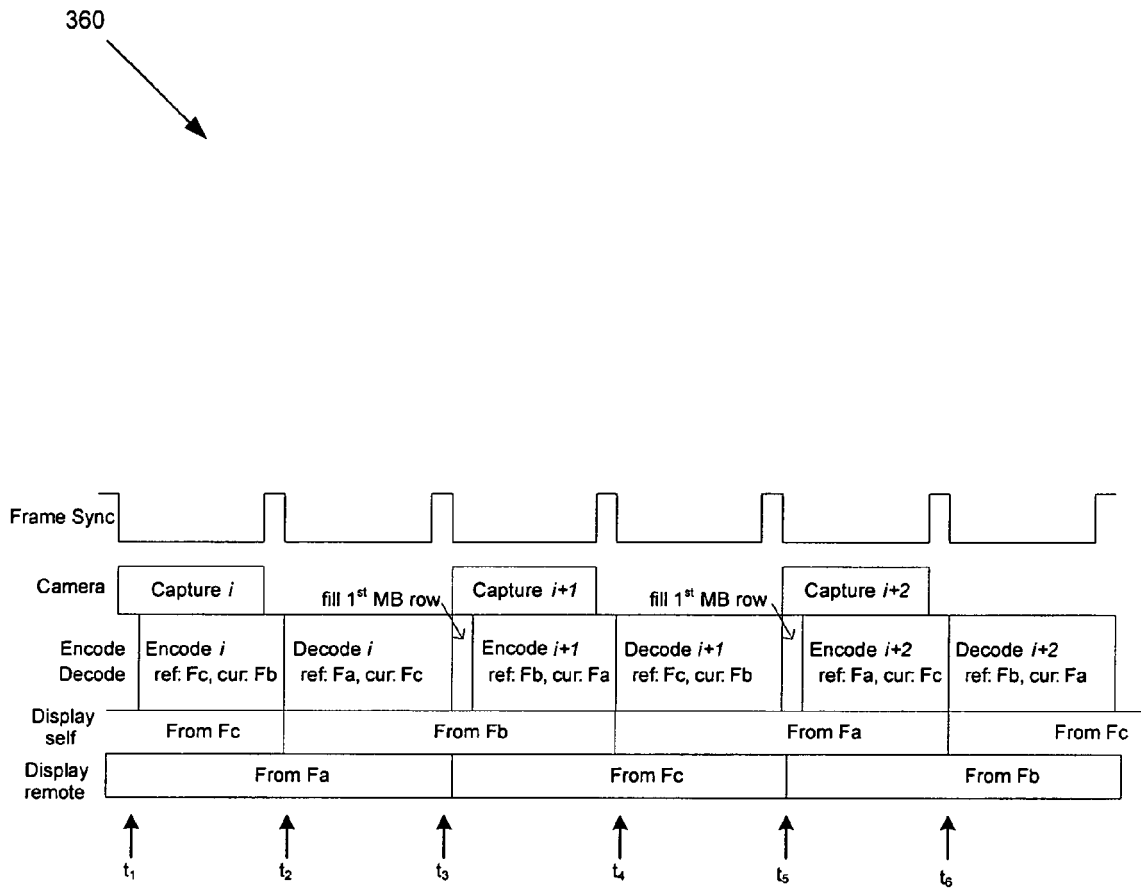 360
Frame Sync
Camera
Capture i
fill 1st MB row
Capture i+1
fill 1st MB row
Capture i+2
Encode
Decode
Encode i
ref: Fc, cur: Fb
Decode i
ref: Fa, cur: Fc
Encode i+1
ref: Fb, cur: Fa
Decode i+1
ref: Fc, cur: Fb
Encode i+2
ref: Fa, cur: Fc
Decode i+2
ref: Fb, cur: Fa
Display
self
From Fc
From Fb
From Fa
From Fc
Display
remote
From Fa
From Fc
From Fb
t1
t2
t3
t4
t5
t6